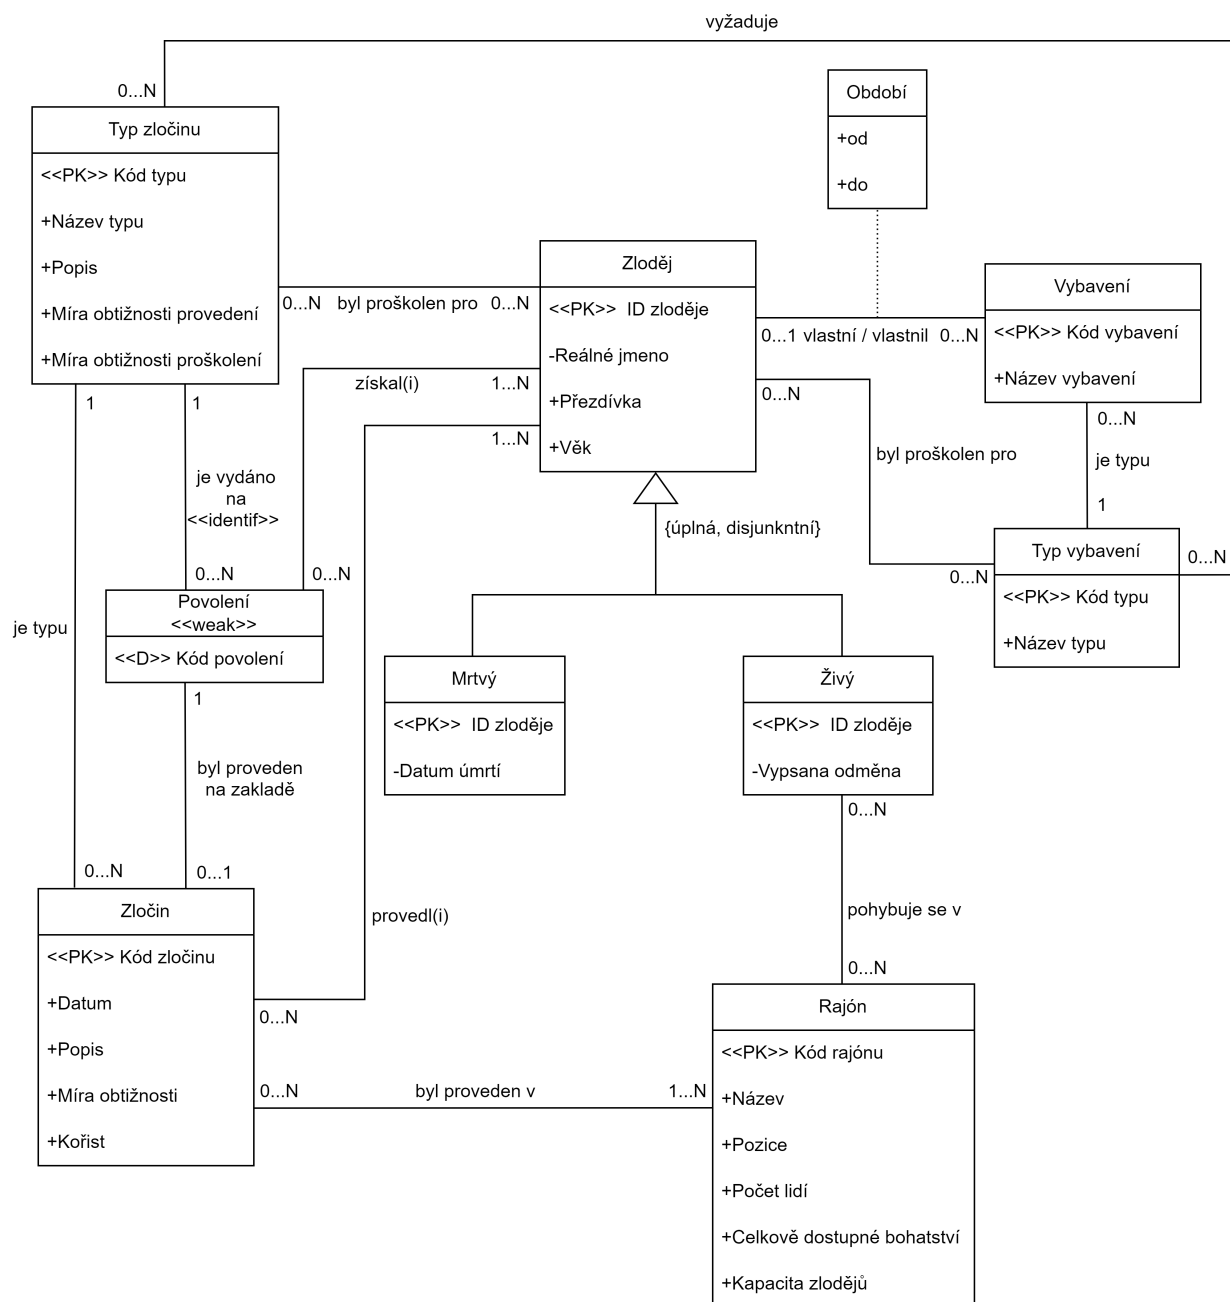 vyžaduje
0...N
Období
+od
+do
Typ zločinu
<<PK>> Kód typu
+Název typu
+Popis
+Míra obtižnosti provedení
+Míra obtižnosti proškolení
0...N byl proškolen pro 0...N
Zloděj
<<PK>> ID zloděje
-Reálné jmeno
+Přezdívka
+Věk
0...1 vlastní / vlastnil 0...N
Vybavení
<<PK>> Kód vybavení
+Název vybavení
získal(i)
1...N
0...N
1...N
0...N
1
1
byl proškolen pro
0...N
je typu
1
je vydáno
na
<<identif>>
{úplná, disjunkntní}
0...N
0...N
0...N
0...N
Typ vybavení
<<PK>> Kód typu
+Název typu
Povolení
<<weak>>
<<D>> Kód povolení
je typu
1
Mrtvý
<<PK>> ID zloděje
-Datum úmrtí
Živý
<<PK>> ID zloděje
-Vypsana odměna
byl proveden
na zakladě
0...N
0...N
0...1
provedl(i)
pohybuje se v
0...N
Zločin
<<PK>> Kód zločinu
+Datum
+Popis
+Míra obtižnosti
+Kořist
0...N
0...N byl proveden v 1...N
Rajón
<<PK>> Kód rajónu
+Název
+Pozice
+Počet lidí
+Celkově dostupné bohatství
+Kapacita zlodějů